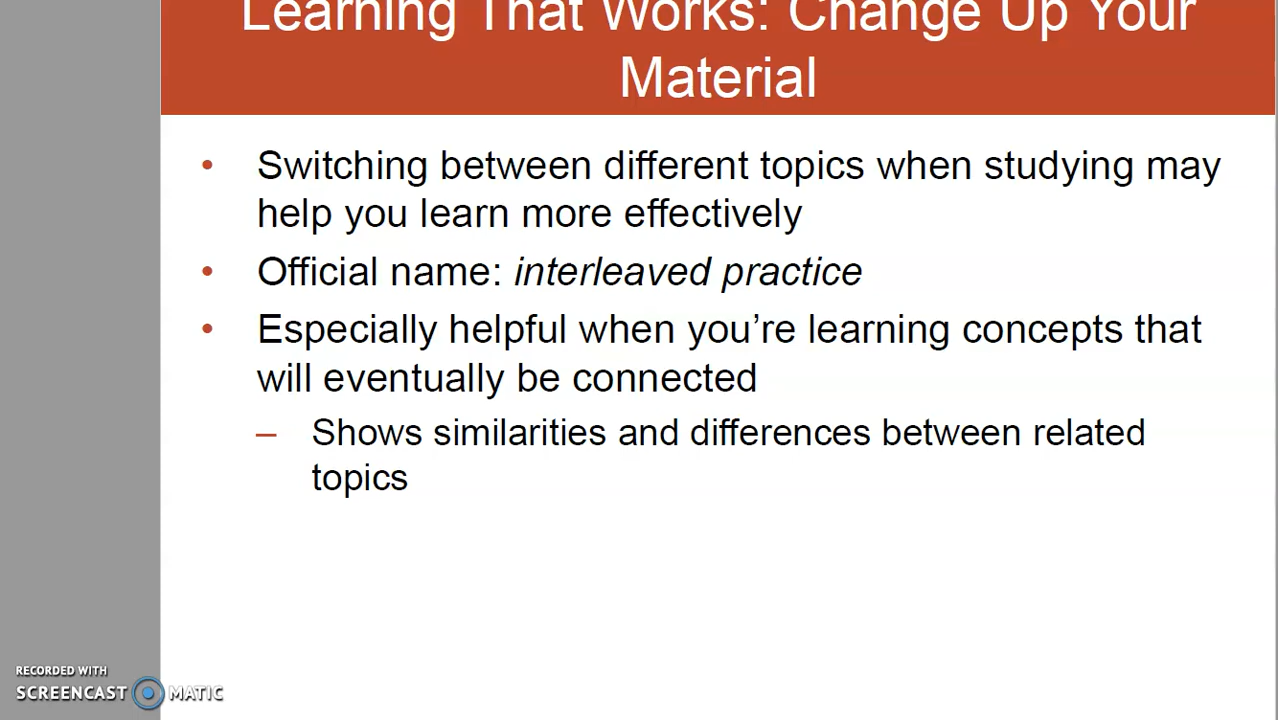 Learning That Works: Change Up Your
Material
• Switching between different topics when studying may
help you learn more effectively
• Official name: interleaved practice
• Especially helpful when you’re learning concepts that
will eventually be connected
– Shows similarities and differences between related
topics
RECORDED WITH
SCREENCAST MATIC